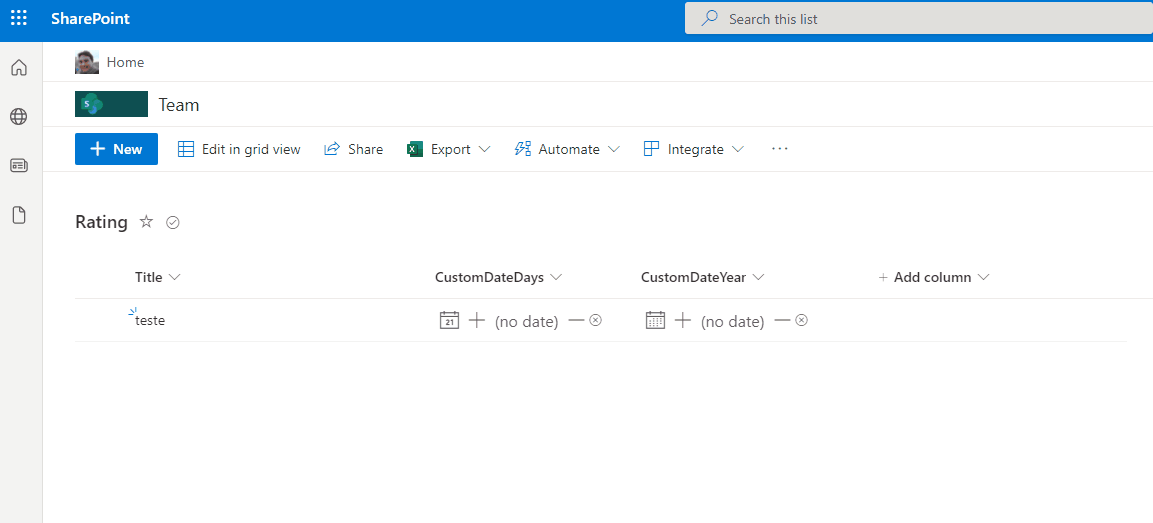 SharePoint Search this list
Home
S Team
New Edit in grid view Share Export Automate Integrate ...
Rating
Title CustomDateDays CustomDateYear + Add column
teste 21 (no date) (no date)